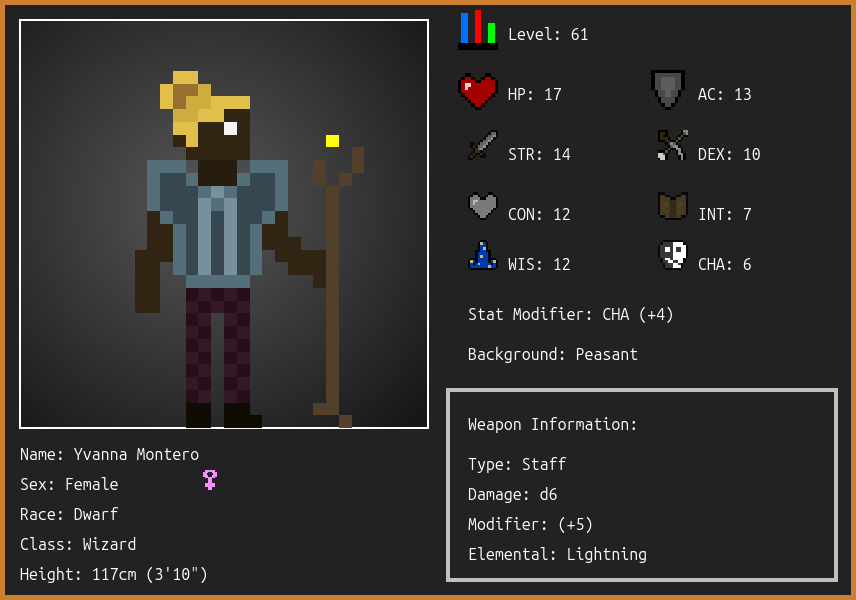 Level: 61
HP: 17
AC: 13
STR: 14
DEX: 10
CON: 12
INT: 7
WIS: 12
CHA: 6
Stat Modifier: CHA (+4)
Background: Peasant
Weapon Information:
Type: Staff
Damage: d6
Modifier: (+5)
Elemental: Lightning
Name: Yvanna Montero
Sex: Female
Race: Dwarf
Class: Wizard
Height: 117cm (3'10")